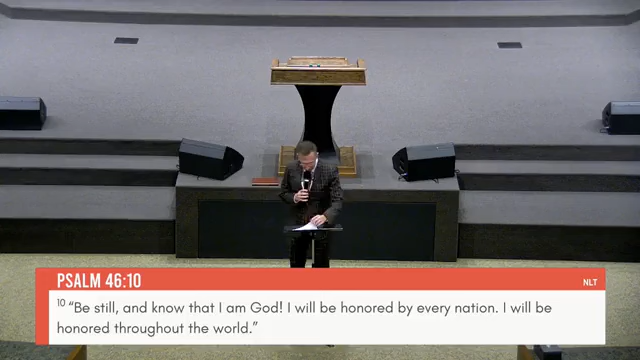 PSALM 46:10
NLT
10 “Be still, and know that I am God! I will be honored by every nation. I will be
honored throughout the world.”